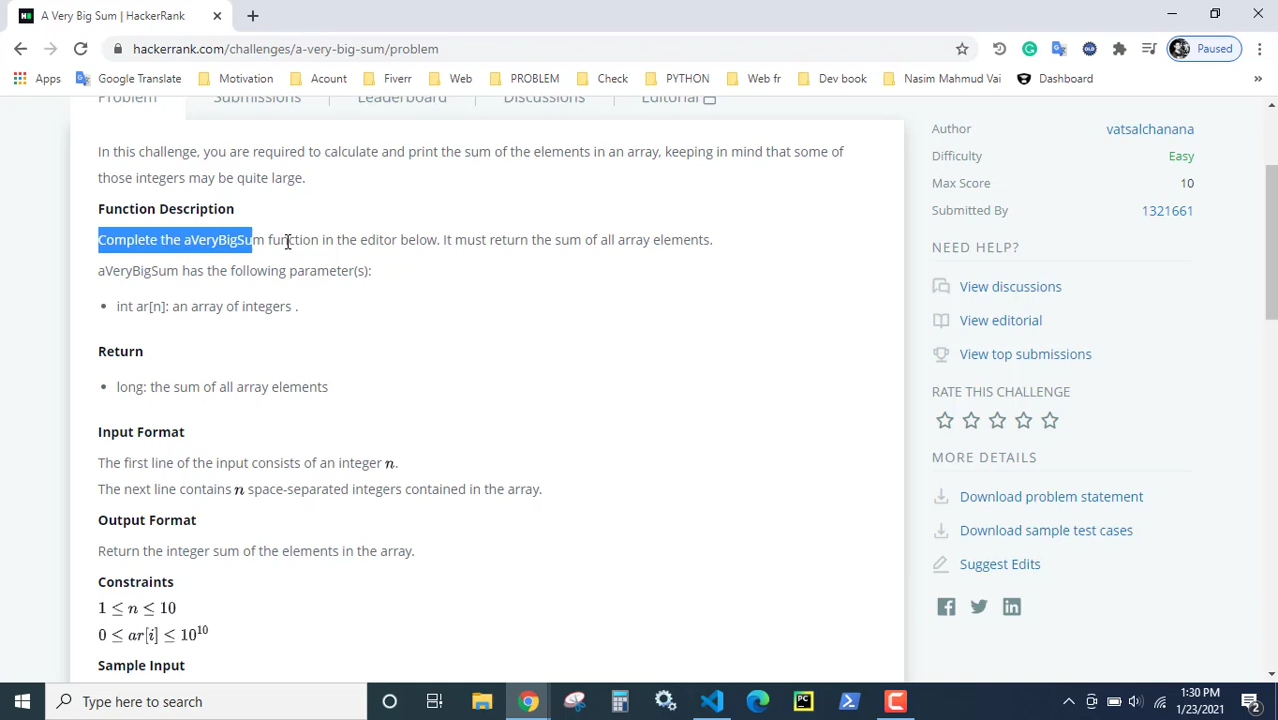 A Very Big Sum | HackerRank
hackerrank.com/challenges/a-very-big-sum/problem
Paused
Apps
Google Translate
Motivation
Acount
Fiverr
Web
PROBLEM
Check
PYTHON
Web fr
Dev book
Nasim Mahmud Vai
Dashboard
»
Problem
Submissions
Leaderboard
Discussions
Editorial
In this challenge, you are required to calculate and print the sum of the elements in an array, keeping in mind that some of
those integers may be quite large.
Function Description
Complete the aVeryBigSum function in the editor below. It must return the sum of all array elements.
aVeryBigSum has the following parameter(s):
• int ar[n]: an array of integers .
Return
• long: the sum of all array elements
Input Format
The first line of the input consists of an integer n.
The next line contains n space-separated integers contained in the array.
Output Format
Return the integer sum of the elements in the array.
Constraints
1 ≤ n ≤ 10
0 ≤ ar[i] ≤ 10¹⁰
Sample Input
Author vatsalchanana
Difficulty Easy
Max Score 10
Submitted By 1321661
NEED HELP?
View discussions
View editorial
View top submissions
RATE THIS CHALLENGE
MORE DETAILS
Download problem statement
Download sample test cases
Suggest Edits
Type here to search
1:30 PM
1/23/2021
2